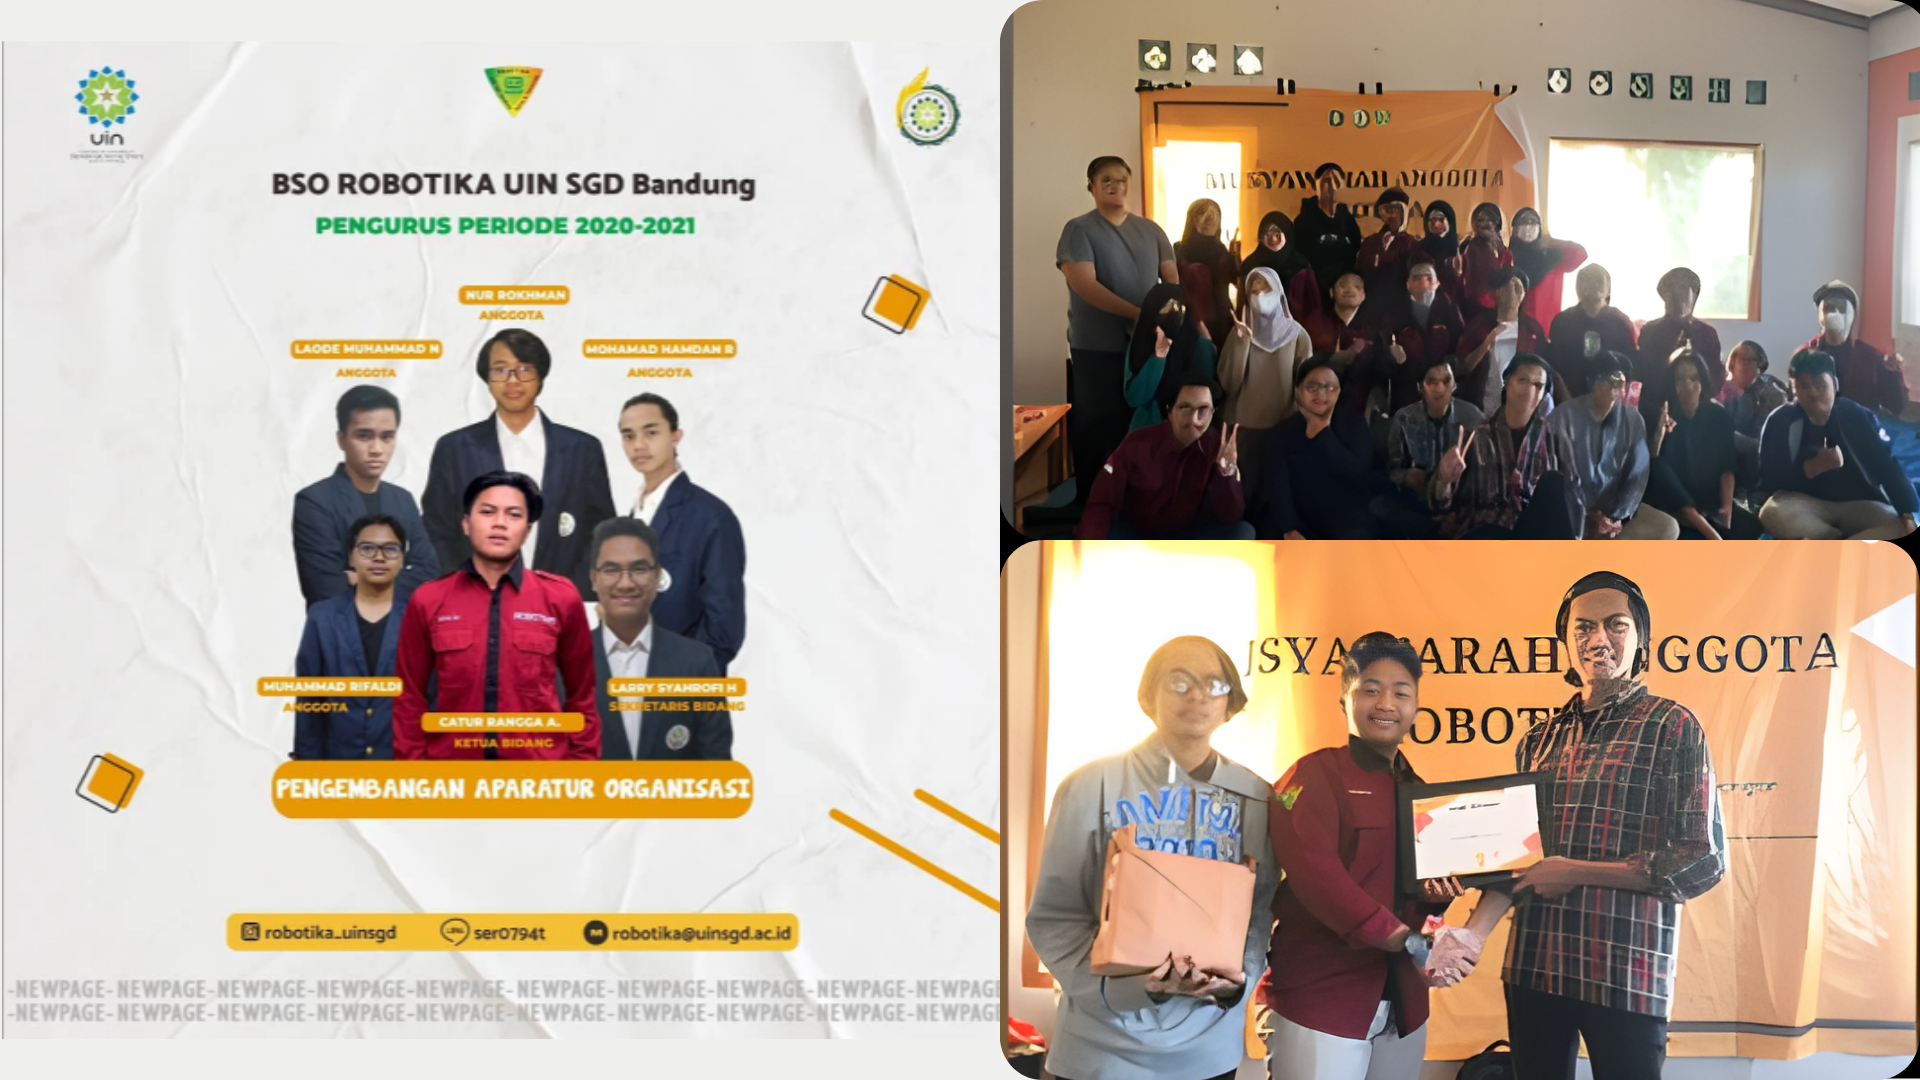 uin
BSO ROBOTIKA UIN SGD Bandung
PENGURUS PERIODE 2020-2021
NUR ROKHMAN
ANGGOTA
LAODE MUHAMMAD N
ANGGOTA
MOHAMAD HAMDAN R
ANGGOTA
MUHAMMAD RIFALDI
ANGGOTA
CATUR RANGGA A.
KETUA BIDANG
LARRY SYAHROFI H
SEKRETARIS BIDANG
PENGEMBANGAN APARATUR ORGANISASI
robotika_uinsgd
ser0794t
robotika@uinsgd.ac.id
-NEWPAGE-NEWPAGE-NEWPAGE-NEWPAGE-NEWPAGE-NEWPAGE-NEWPAGE-NEWPAGE-NEWPAGE-NEWPAGE
-NEWPAGE-NEWPAGE-NEWPAGE-NEWPAGE-NEWPAGE-NEWPAGE-NEWPAGE-NEWPAGE-NEWPAGE-NEWPAGE